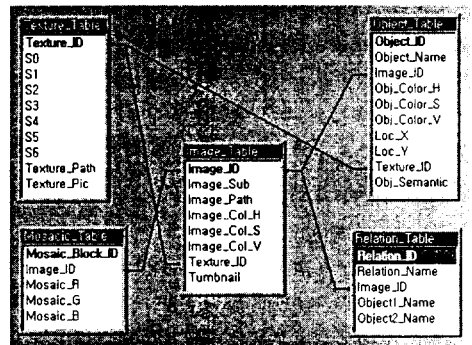 Texture_Table
Texture_ID
S0
S1
S2
S3
S4
S5
S6
Texture_Path
Texture_Pic
Mosaic_Table
Mosaic_Block_ID
Image_ID
Mosaic_R
Mosaic_G
Mosaic_B
Image_Table
Image_ID
Image_Sub
Image_Path
Image_Col_H
Image_Col_S
Image_Col_V
Texture_ID
Tumbnail
Object_Table
Object_ID
Object_Name
Image_ID
Obj_Color_H
Obj_Color_S
Obj_Color_V
Loc_X
Loc_Y
Texture_ID
Obj_Semantic
Relation_Table
Relation_ID
Relation_Name
Image_ID
Object1_Name
Object2_Name